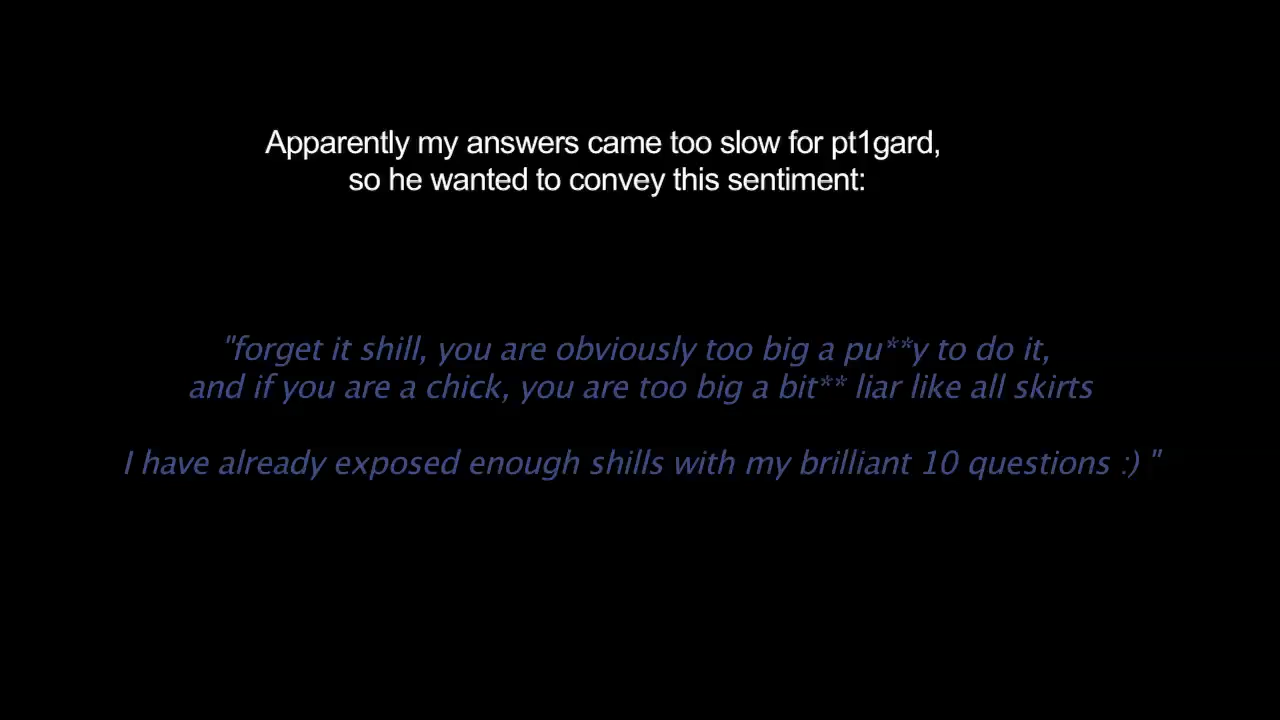 Apparently my answers came too slow for pt1gard,
so he wanted to convey this sentiment:
"forget it shill, you are obviously too big a pu**y to do it,
and if you are a chick, you are too big a bit** liar like all skirts
I have already exposed enough shills with my brilliant 10 questions :) "